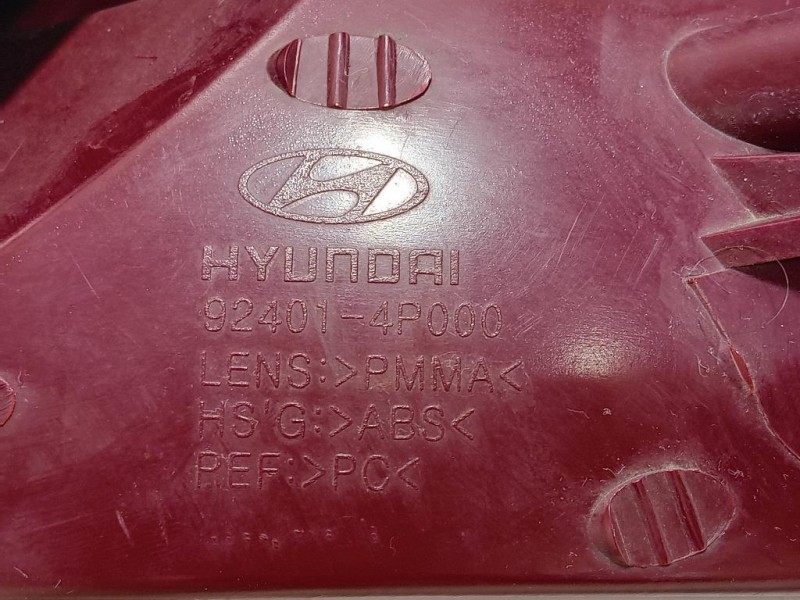 HYUNDAI
92401-4P000
LENS:>PMMA<
HS'G:>ABS<
REF:>PC<